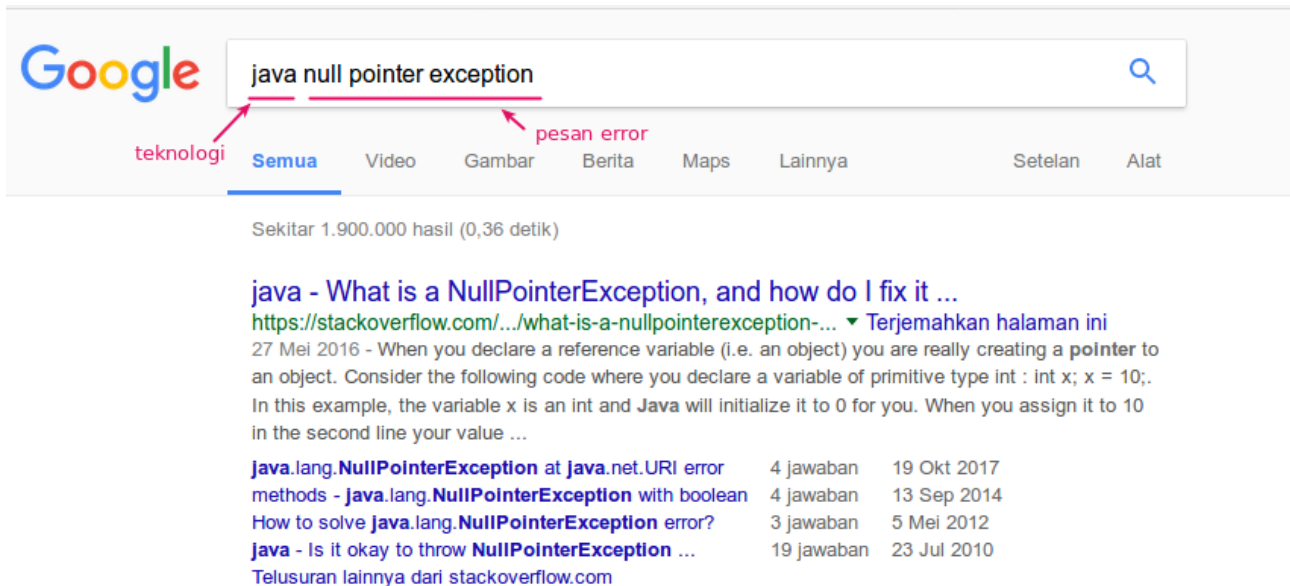 Google
java null pointer exception
pesan error
teknologi
Semua Video Gambar Berita Maps Lainnya Setelan Alat
Sekitar 1.900.000 hasil (0,36 detik)
java - What is a NullPointerException, and how do I fix it ...
https://stackoverflow.com/.../what-is-a-nullpointerexception-... ▼ Terjemahkan halaman ini
27 Mei 2016 - When you declare a reference variable (i.e. an object) you are really creating a pointer to
an object. Consider the following code where you declare a variable of primitive type int : int x; x = 10;.
In this example, the variable x is an int and Java will initialize it to 0 for you. When you assign it to 10
in the second line your value ...
java.lang.NullPointerException at java.net.URI error 4 jawaban 19 Okt 2017
methods - java.lang.NullPointerException with boolean 4 jawaban 13 Sep 2014
How to solve java.lang.NullPointerException error? 3 jawaban 5 Mei 2012
java - Is it okay to throw NullPointerException ... 19 jawaban 23 Jul 2010
Telusuran lainnya dari stackoverflow.com